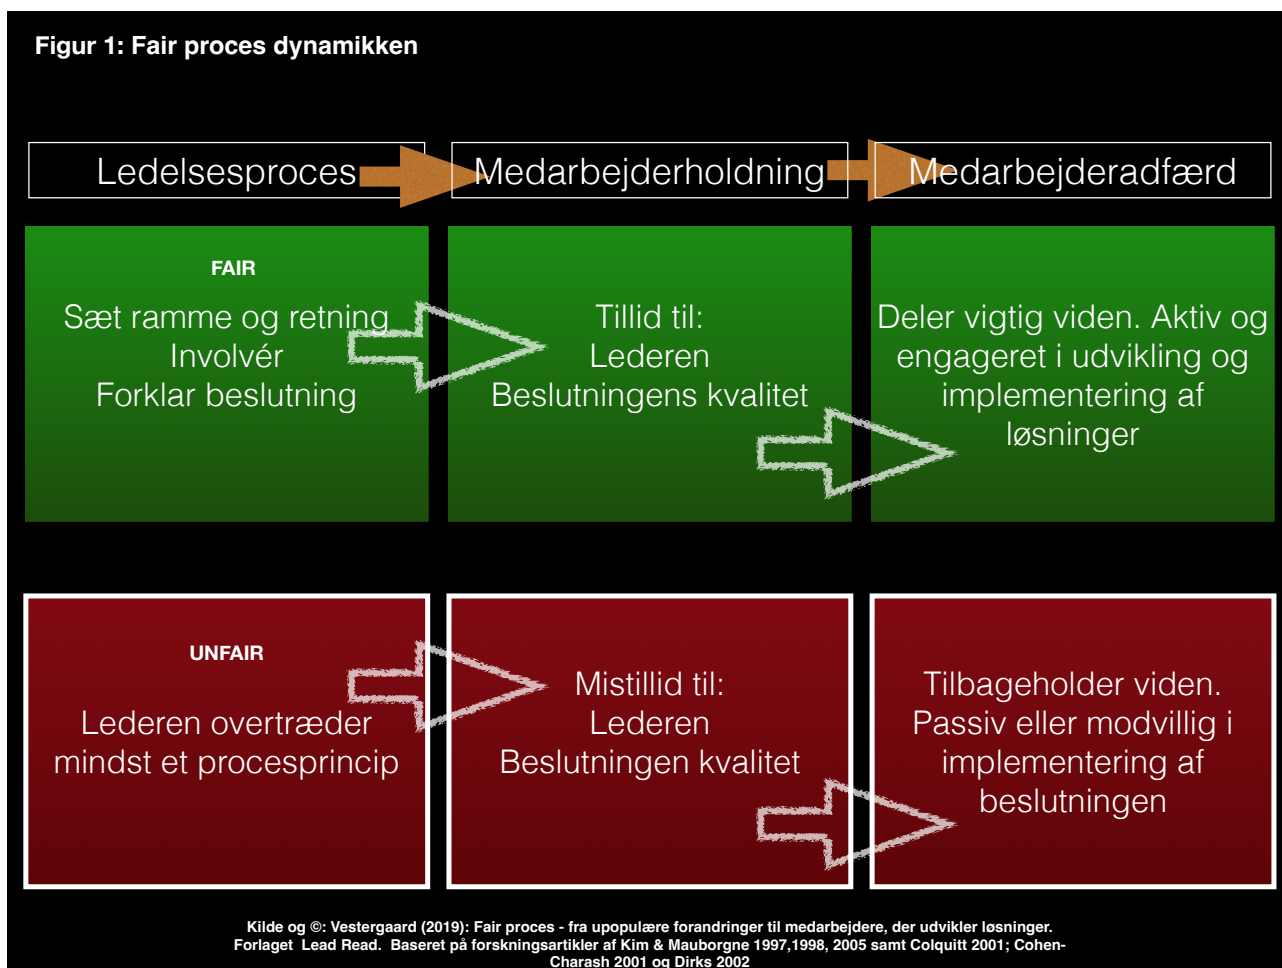 Figur 1: Fair proces dynamikken
Ledelsesproces
Medarbejderholdning
Medarbejderadfærd
FAIR
Sæt ramme og retning
Involvér
Forklar beslutning
Tillid til:
Lederen
Beslutningens kvalitet
Deler vigtig viden. Aktiv og
engageret i udvikling og
implementering af
løsninger
UNFAIR
Lederen overtræder
mindst et procesprincip
Mistillid til:
Lederen
Beslutningen kvalitet
Tilbageholder viden.
Passiv eller modvillig i
implementering af
beslutningen
Kilde og ©: Vestergaard (2019): Fair proces - fra upopulære forandringer til medarbejdere, der udvikler løsninger.
Forlaget  Lead Read.  Baseret på forskningsartikler af Kim & Mauborgne 1997,1998, 2005 samt Colquitt 2001; Cohen-
Charash 2001 og Dirks 2002